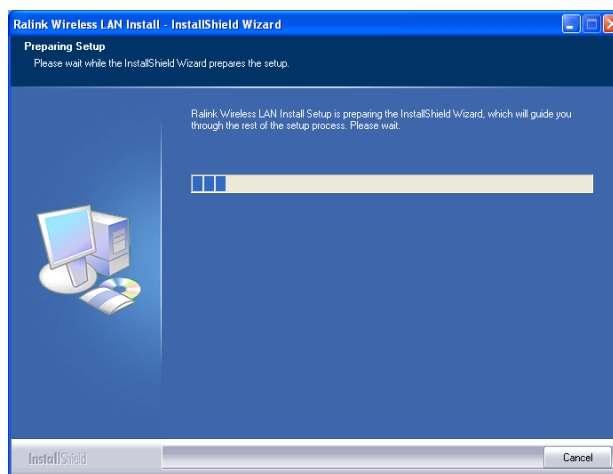 Ralink Wireless LAN Install - InstallShield Wizard
Preparing Setup
Please wait while the InstallShield Wizard prepares the setup.
Ralink Wireless LAN Install Setup is preparing the InstallShield Wizard, which will guide you
through the rest of the setup process. Please wait.
InstallShield
Cancel